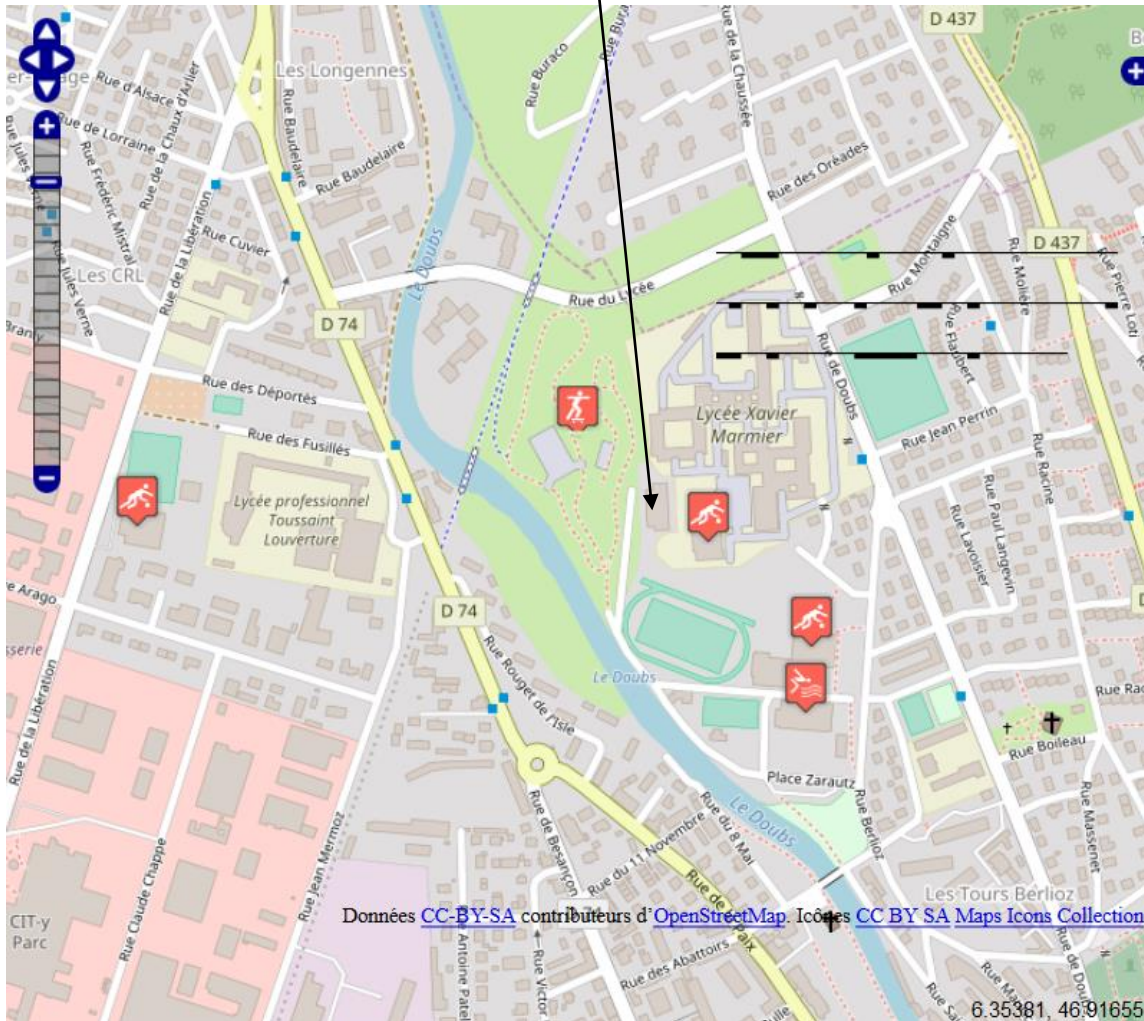 D 437
Rue Buraco
Rue de la Chaussée
Les Longennes
Rue d'Alsace
Rue de Lorraine
Rue de la Chaux d'Arlier
Rue Baudelaire
Rue Baudelaire
Rue Frédéric Mistral
Rue de la Libération
Rue Cuvier
Rue Jules Verne
Les CRL
Rue des Oréades
Le Doubs
Rue Montaigne
Rue Molière
D 437
Rue Pierre Loti
Rue du Lycée
D 74
Branly
Rue Flaubert
Rue de Doubs
Rue des Déportés
Rue Jean Perrin
Rue des Fusillés
Lycée Xavier
Marmier
Rue Racine
Lycée professionnel
Toussaint
Louverture
Rue Paul Langevin
Rue Lavoisier
Arago
D 74
Rue Rouget de l'Isle
Le Doubs
Rue de la Libération
Rue Boileau
Place Zarautz
Rue du 8 Mai
Le Doubs
Rue Berlioz
Rue Massenet
Rue de Besançon
Rue du 11 Novembre
Rue Jean Mermoz
Rue Claude Chappe
Rue de la Paix
Les Tours Berlioz
CIT-y
Parc
Données CC-BY-SA contributeurs d'OpenStreetMap. Icônes CC BY SA Maps Icons Collection
Rue Antoine Patel
Rue Victor
Rue des Abattoirs
Rue de Doubs
6.35381, 46.91655